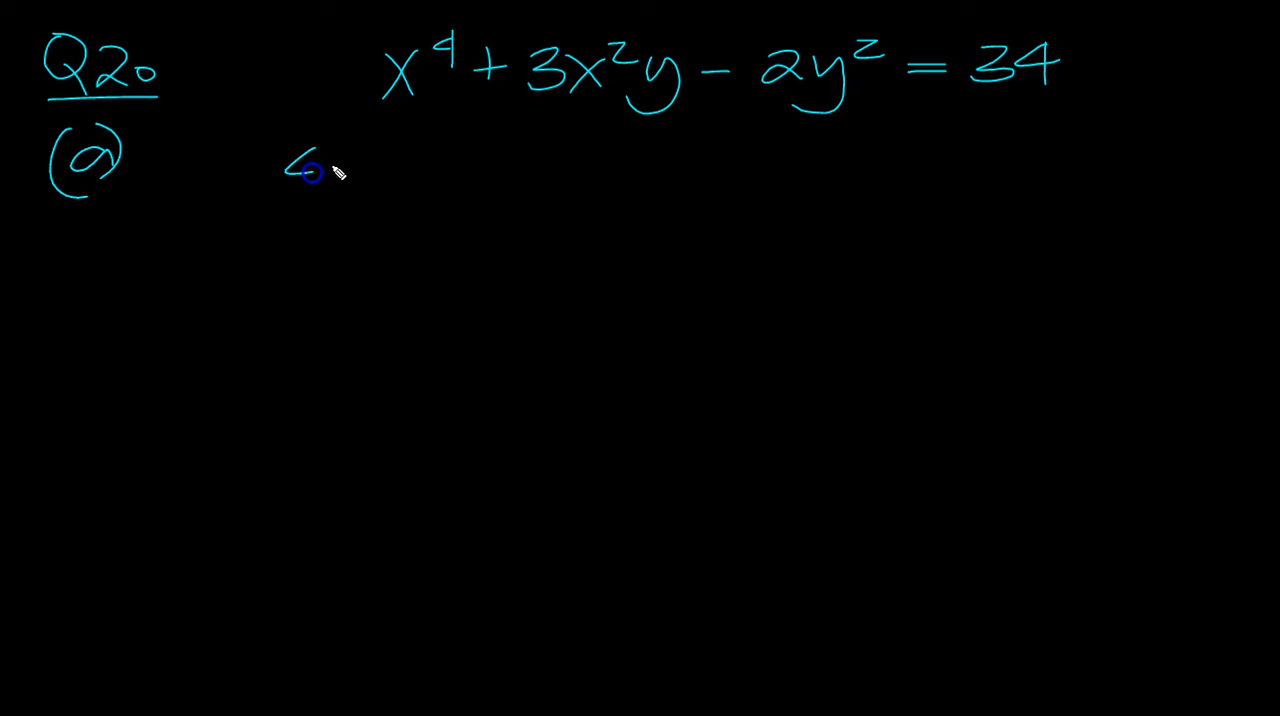 Q20 x⁴ + 3x²y - 2y² = 34
(a)